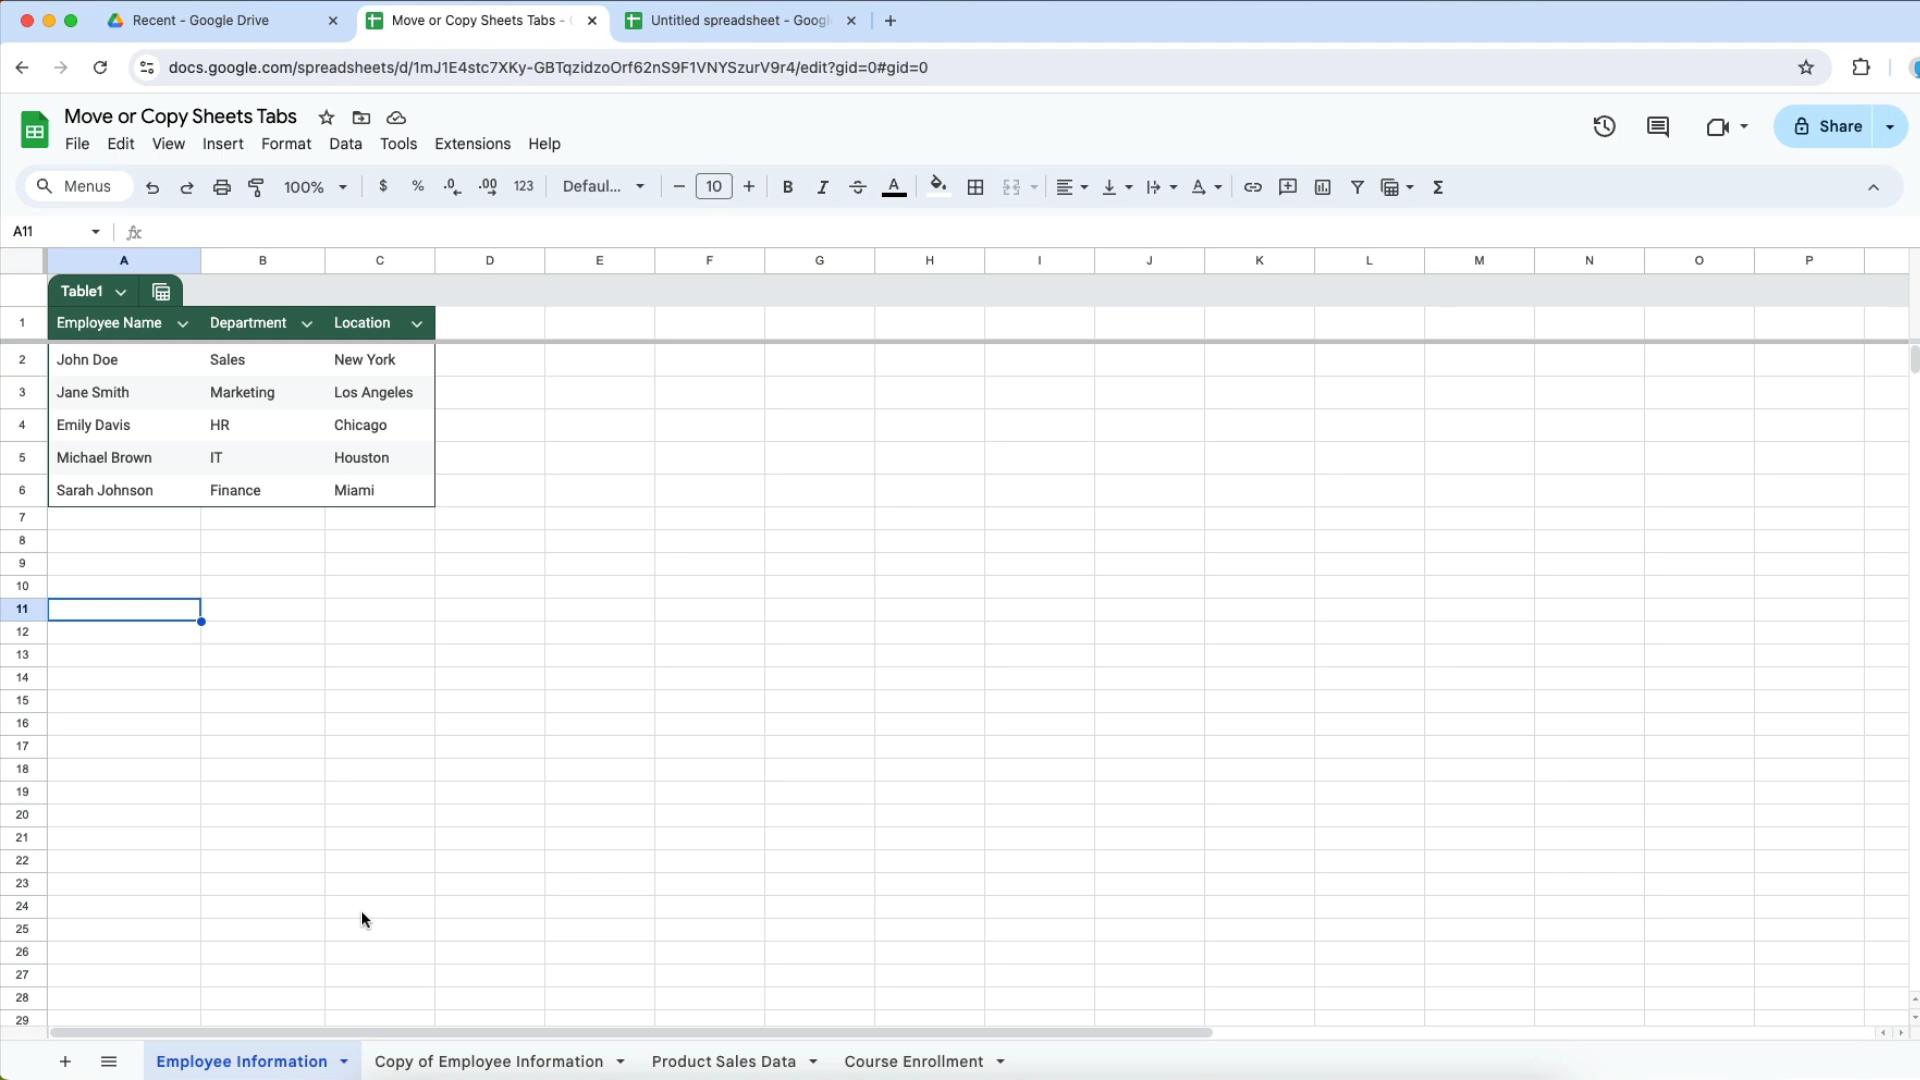 Recent - Google Drive
Move or Copy Sheets Tabs -
Untitled spreadsheet - Googl
docs.google.com/spreadsheets/d/1mJ1E4stc7XKy-GBTqzidzoOrf62nS9F1VNYSzurV9r4/edit?gid=0#gid=0
Move or Copy Sheets Tabs
File Edit View Insert Format Data Tools Extensions Help
Share
Menus 100% $ % .0 .00 123 Defaul... 10 B I A Σ
A11 fx
A B C D E F G H I J K L M N O P
Table1
1 Employee Name Department Location
2 John Doe Sales New York
3 Jane Smith Marketing Los Angeles
4 Emily Davis HR Chicago
5 Michael Brown IT Houston
6 Sarah Johnson Finance Miami
7
8
9
10
11
12
13
14
15
16
17
18
19
20
21
22
23
24
25
26
27
28
29
Employee Information Copy of Employee Information Product Sales Data Course Enrollment